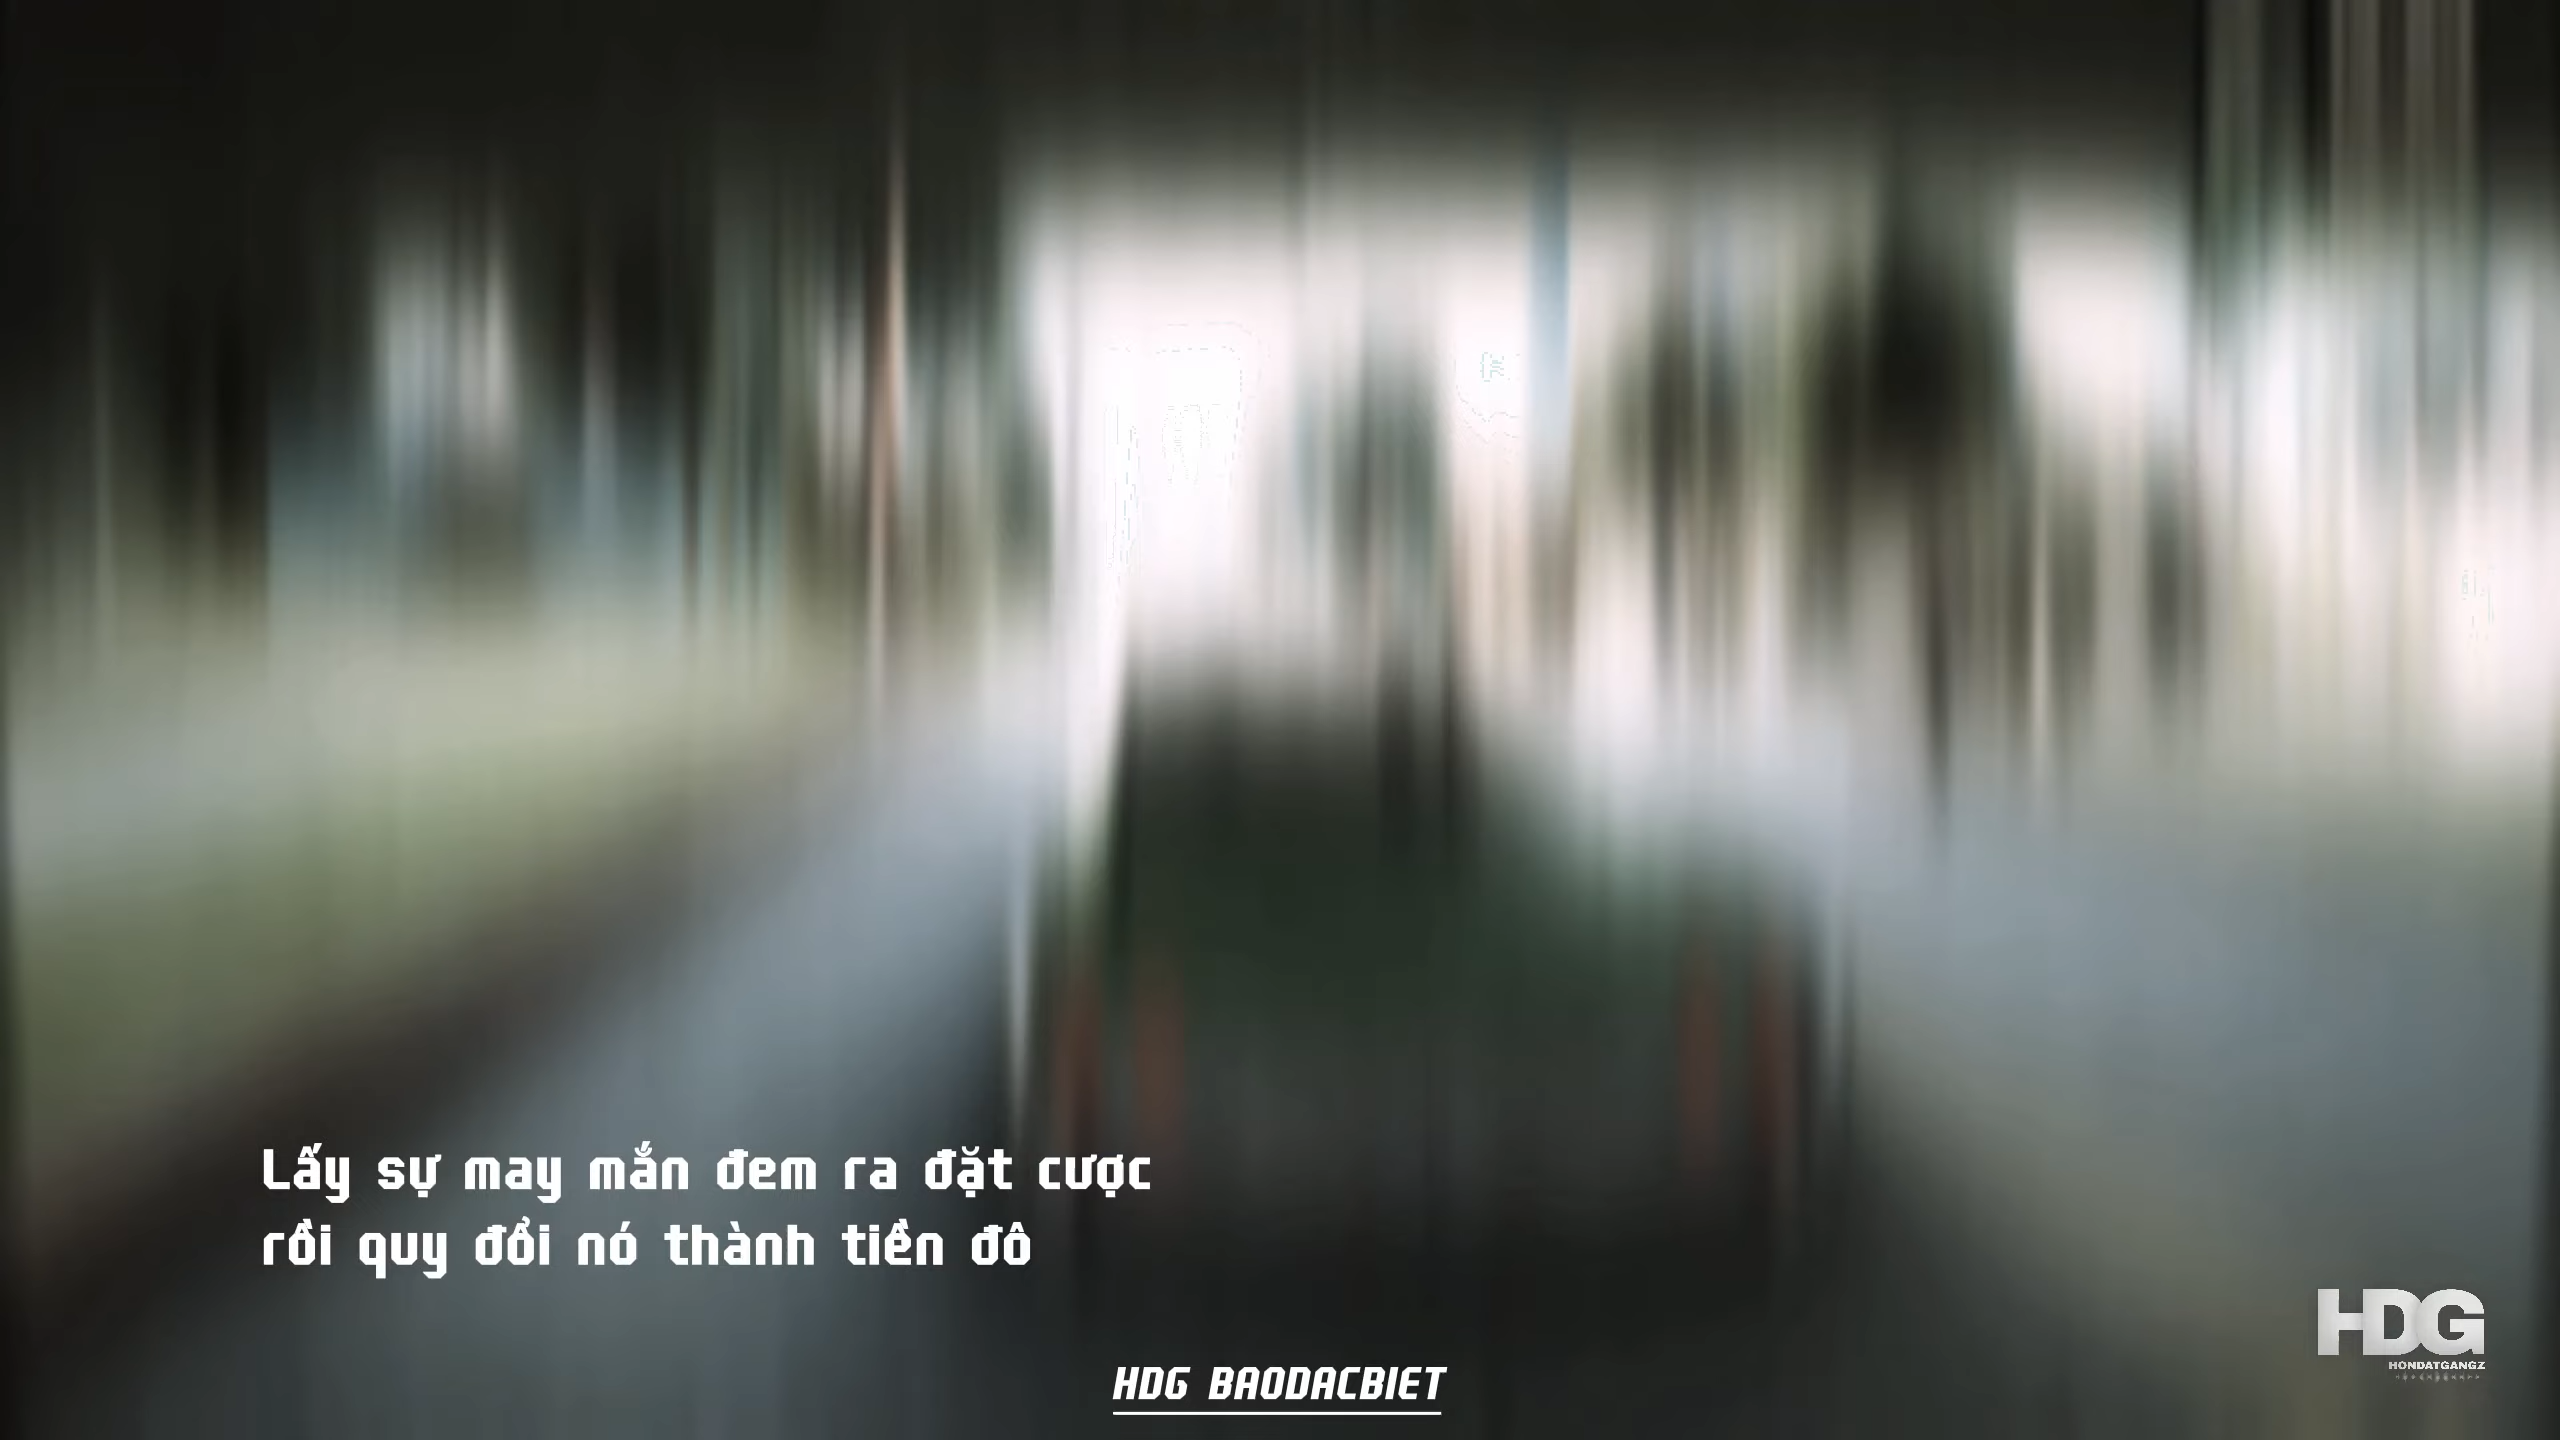 Lấy sự may mắn đem ra đặt cược
rồi quy đổi nó thành tiền đô
HDG
HONDATGANGZ
HDG BAODACBIET